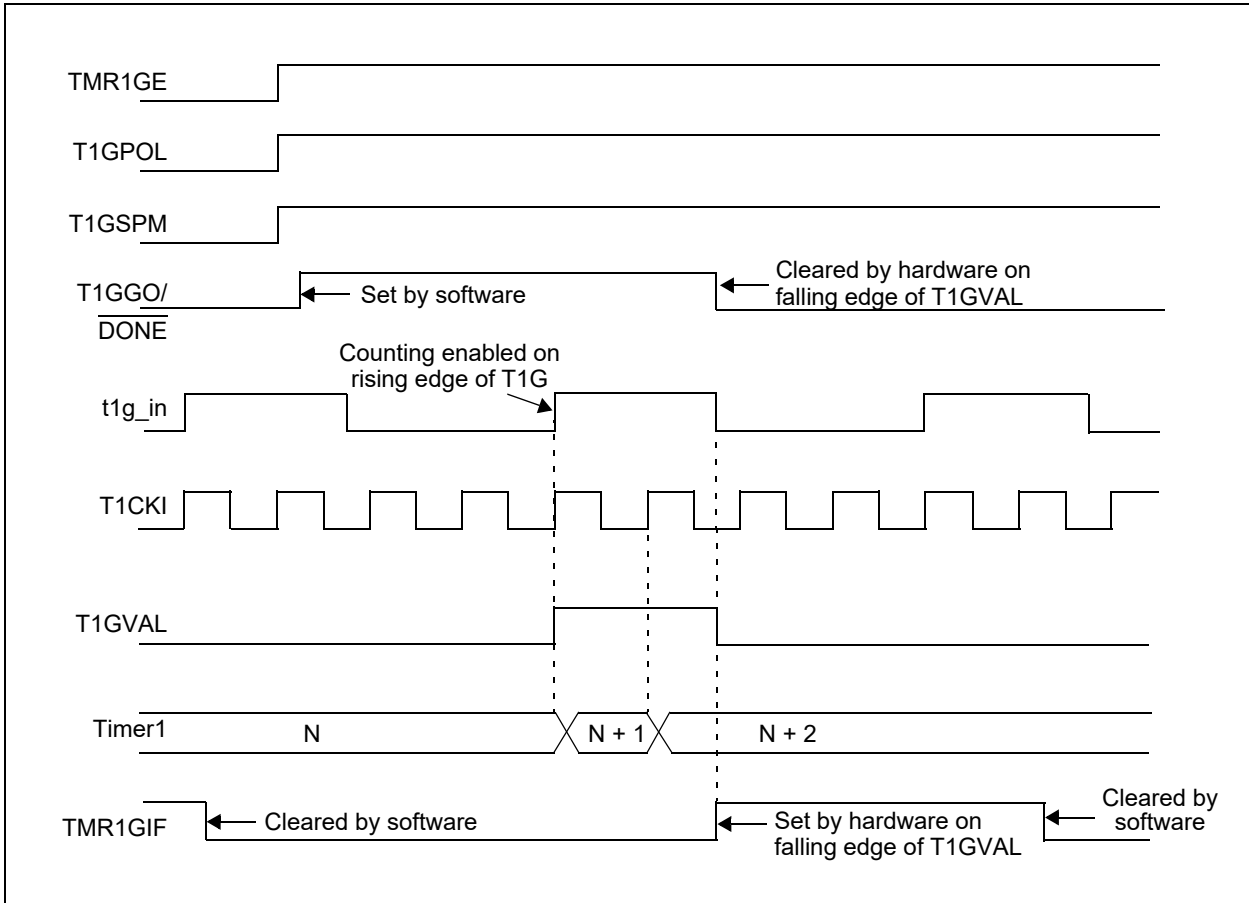 TMR1GE
T1GPOL
T1GSPM
T1GGO/
DONE
Set by software
Cleared by hardware on
falling edge of T1GVAL
Counting enabled on
rising edge of T1G
t1g_in
T1CKI
T1GVAL
Timer1
N
N + 1
N + 2
TMR1GIF
Cleared by software
Set by hardware on
falling edge of T1GVAL
Cleared by
software